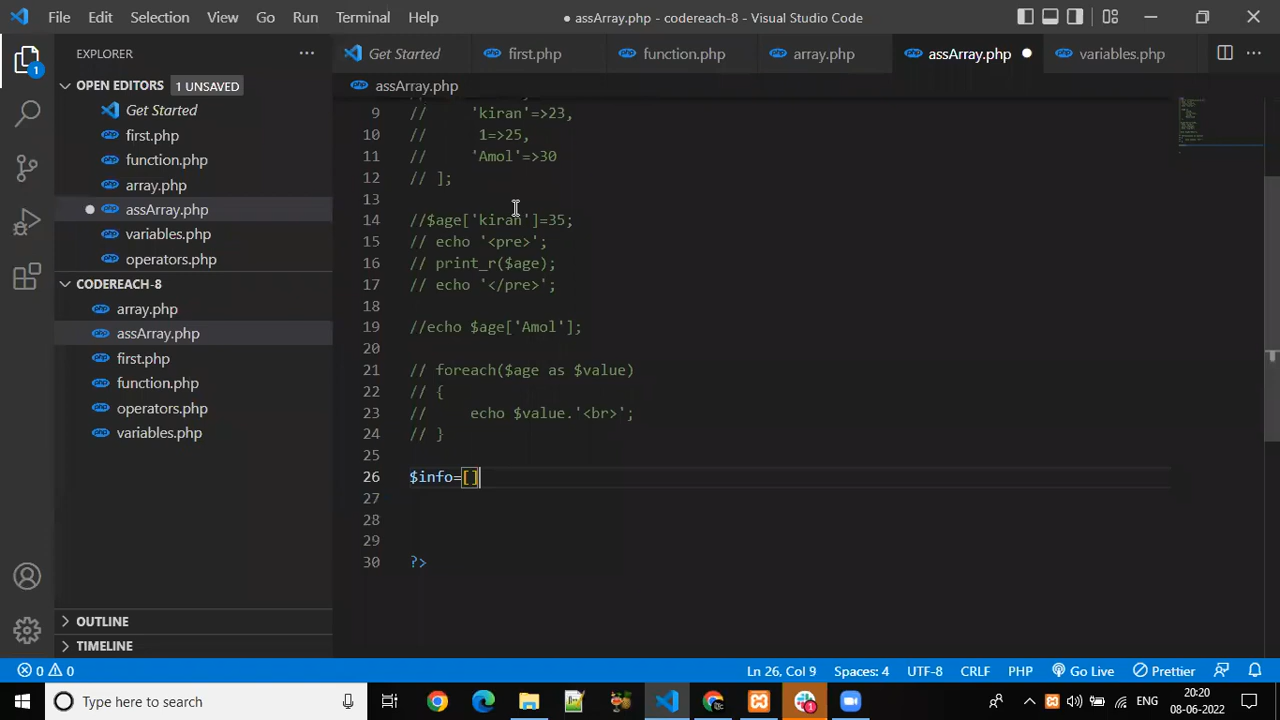 File Edit Selection View Go Run Terminal Help
● assArray.php - codereach-8 - Visual Studio Code
EXPLORER
OPEN EDITORS 1 UNSAVED
Get Started
first.php
function.php
array.php
assArray.php
variables.php
operators.php
CODEREACH-8
array.php
assArray.php
first.php
function.php
operators.php
variables.php
OUTLINE
TIMELINE
Get Started first.php function.php array.php assArray.php variables.php
assArray.php
9 // 'kiran'=>23,
10 // 1=>25,
11 // 'Amol'=>30
12 // ];
13
14 //$age['kiran']=35;
15 // echo '<pre>';
16 // print_r($age);
17 // echo '</pre>';
18
19 //echo $age['Amol'];
20
21 // foreach($age as $value)
22 // {
23 // echo $value.'<br>';
24 // }
25
26 $info=[]
27
28
29
30 ?>
1
0 0
Ln 26, Col 9 Spaces: 4 UTF-8 CRLF PHP Go Live Prettier
Type here to search
1
ENG
20:20
08-06-2022